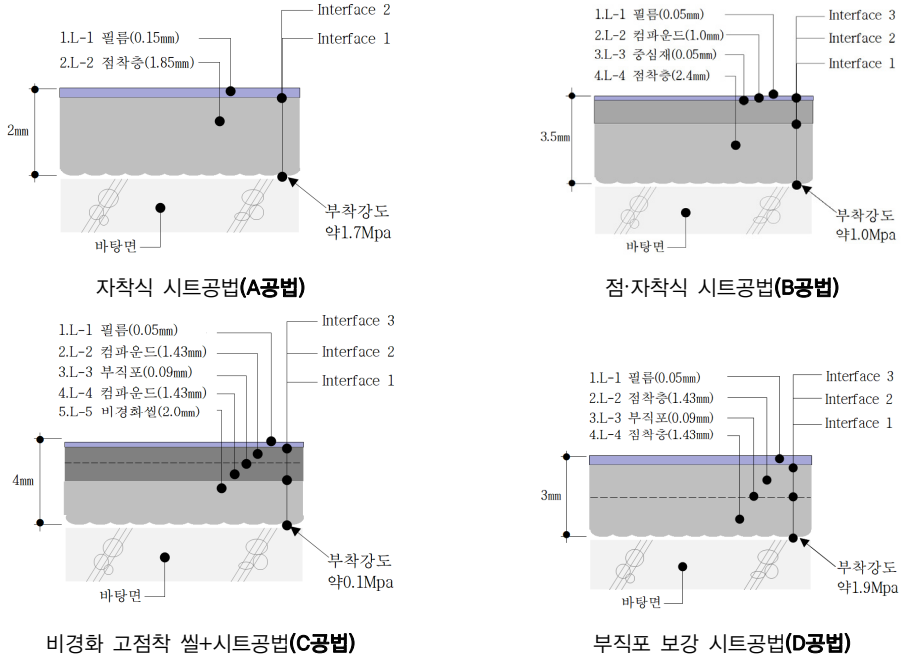 Interface 2
Interface 1
1.L-1 필름(0.15mm)
2.L-2 점착층(1.85mm)
2mm
바탕면
부착강도
약1.7Mpa
자착식 시트공법(A공법)
Interface 3
Interface 2
Interface 1
1.L-1 필름(0.05mm)
2.L-2 컴파운드(1.0mm)
3.L-3 중심재(0.05mm)
4.L-4 점착층(2.4mm)
3.5mm
바탕면
부착강도
약1.0Mpa
점·자착식 시트공법(B공법)
Interface 3
Interface 2
Interface 1
1.L-1 필름(0.05mm)
2.L-2 컴파운드(1.43mm)
3.L-3 부직포(0.09mm)
4.L-4 컴파운드(1.43mm)
5.L-5 비경화씰(2.0mm)
4mm
바탕면
부착강도
약0.1Mpa
비경화 고점착 씰+시트공법(C공법)
Interface 3
Interface 2
Interface 1
1.L-1 필름(0.05mm)
2.L-2 점착층(1.43mm)
3.L-3 부직포(0.09mm)
4.L-4 점착층(1.43mm)
3mm
바탕면
부착강도
약1.9Mpa
부직포 보강 시트공법(D공법)